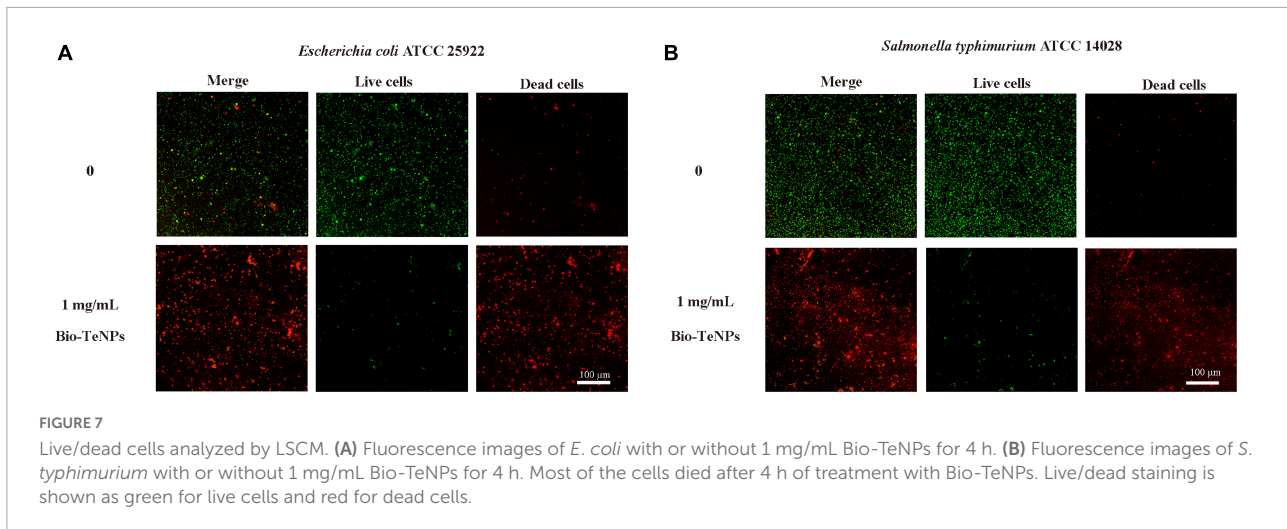 A
Escherichia coli ATCC 25922
Merge Live cells Dead cells
0
1 mg/mL
Bio-TeNPs
100 μm
B
Salmonella typhimurium ATCC 14028
Merge Live cells Dead cells
0
1 mg/mL
Bio-TeNPs
100 μm
FIGURE 7
Live/dead cells analyzed by LSCM. (A) Fluorescence images of E. coli with or without 1 mg/mL Bio-TeNPs for 4 h. (B) Fluorescence images of S.
typhimurium with or without 1 mg/mL Bio-TeNPs for 4 h. Most of the cells died after 4 h of treatment with Bio-TeNPs. Live/dead staining is
shown as green for live cells and red for dead cells.